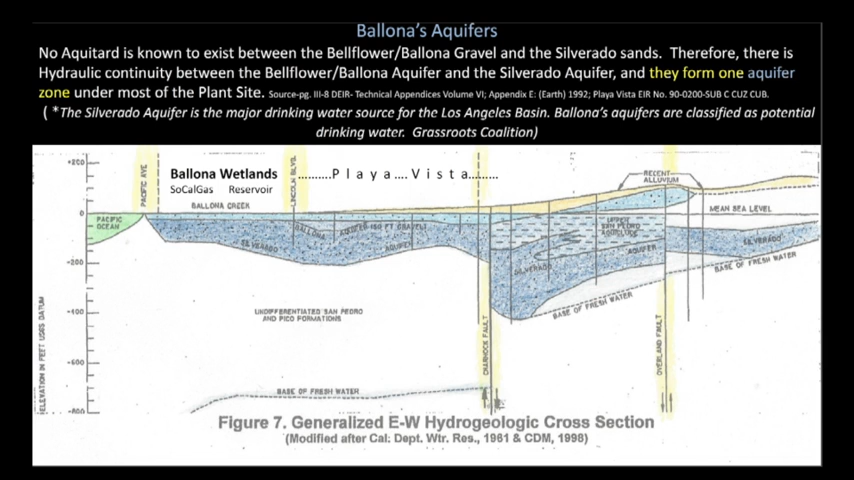 Ballona's Aquifers
No Aquitard is known to exist between the Bellflower/Ballona Gravel and the Silverado sands. Therefore, there is
Hydraulic continuity between the Bellflower/Ballona Aquifer and the Silverado Aquifer, and they form one aquifer
zone under most of the Plant Site. Source-pg. III-8 DEIR- Technical Appendices Volume VI; Appendix E: (Earth) 1992; Playa Vista EIR No. 90-0200-SUB C CUZ CUB.
( *The Silverado Aquifer is the major drinking water source for the Los Angeles Basin. Ballona's aquifers are classified as potential
drinking water. Grassroots Coalition)
+200
PACIFIC AVE
Ballona Wetlands
LINCOLN BLVD.
..........P l a y a .... V i s t a.........
RECENT
ALLUVIUM
SoCalGas Reservoir
BALLONA CREEK
0
MEAN SEA LEVEL
PACIFIC
OCEAN
BALLONA AQUIFER (50 FT GRAVEL)
UPPER
SAN PEDRO
AQUICLUDE
SILVERADO AQUIFER
SILVERADO AQUIFER
SILVERADO
-200
BASE OF FRESH WATER
BASE OF FRESH WATER
UNDIFFERENTIATED SAN PEDRO
AND PICO FORMATIONS
-400
ELEVATION IN FEET USGS DATUM
CHARNOCK FAULT
OVERLAND FAULT
-600
BASE OF FRESH WATER
-800
Figure 7. Generalized E-W Hydrogeologic Cross Section
(Modified after Cal: Dept. Wtr. Res., 1961 & CDM, 1998)